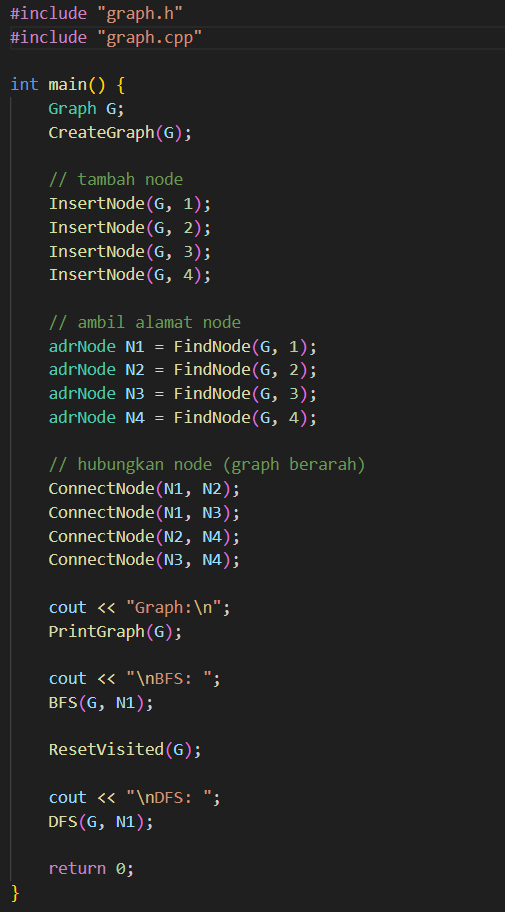 #include "graph.h"
#include "graph.cpp"
int main() {
Graph G;
CreateGraph(G);
// tambah node
InsertNode(G, 1);
InsertNode(G, 2);
InsertNode(G, 3);
InsertNode(G, 4);
// ambil alamat node
adrNode N1 = FindNode(G, 1);
adrNode N2 = FindNode(G, 2);
adrNode N3 = FindNode(G, 3);
adrNode N4 = FindNode(G, 4);
// hubungkan node (graph berarah)
ConnectNode(N1, N2);
ConnectNode(N1, N3);
ConnectNode(N2, N4);
ConnectNode(N3, N4);
cout << "Graph:\n";
PrintGraph(G);
cout << "\nBFS: ";
BFS(G, N1);
ResetVisited(G);
cout << "\nDFS: ";
DFS(G, N1);
return 0;
}